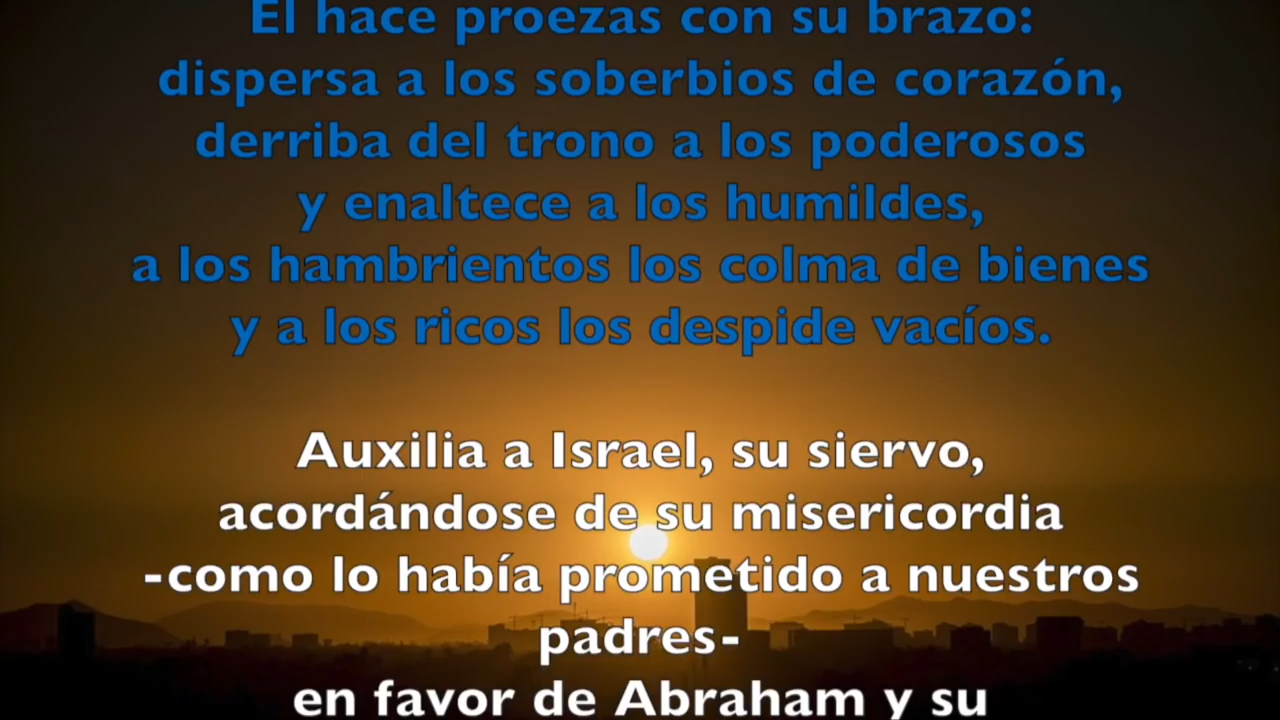 Él hace proezas con su brazo:
dispersa a los soberbios de corazón,
derriba del trono a los poderosos
y enaltece a los humildes,
a los hambrientos los colma de bienes
y a los ricos los despide vacíos.
Auxilia a Israel, su siervo,
acordándose de su misericordia
-como lo había prometido a nuestros
padres-
en favor de Abraham y su